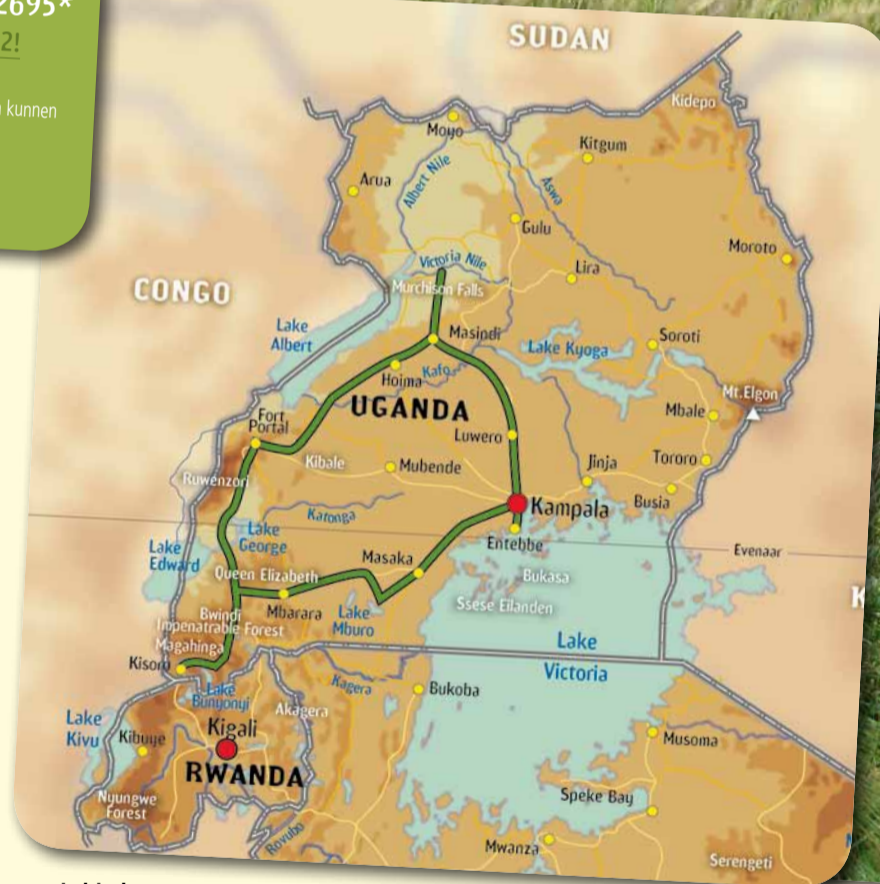 2695*
2!
kunnen
SUDAN
Kidepo
Moyo
Kitgum
Arua
Albert Nile
Aswa
Gulu
Moroto
Victoria Nile
Lira
CONGO
Murchison Falls
Lake
Albert
Masindi
Soroti
Lake Kyoga
Hoima
Kafo
Mt.Elgon
UGANDA
Mbale
Fort
Portal
Luwero
Kibale
Mubende
Jinja
Tororo
Ruwenzori
Kampala
Busia
Katonga
Lake
George
Entebbe
Evenaar
Lake
Edward
Masaka
Queen Elizabeth
Bukasa
Mbarara
Lake
Mburo
Ssese Eilanden
K
Bwindi
Impenatrable Forest
Magahinga
Lake
Victoria
Kisoro
Kagera
Bukoba
Lake
Bunyonyi
Akagera
Lake
Kivu
Kibuye
Kigali
Musoma
RWANDA
Nyungwe
Forest
Speke Bay
Rovubo
Mwanza
Serengeti